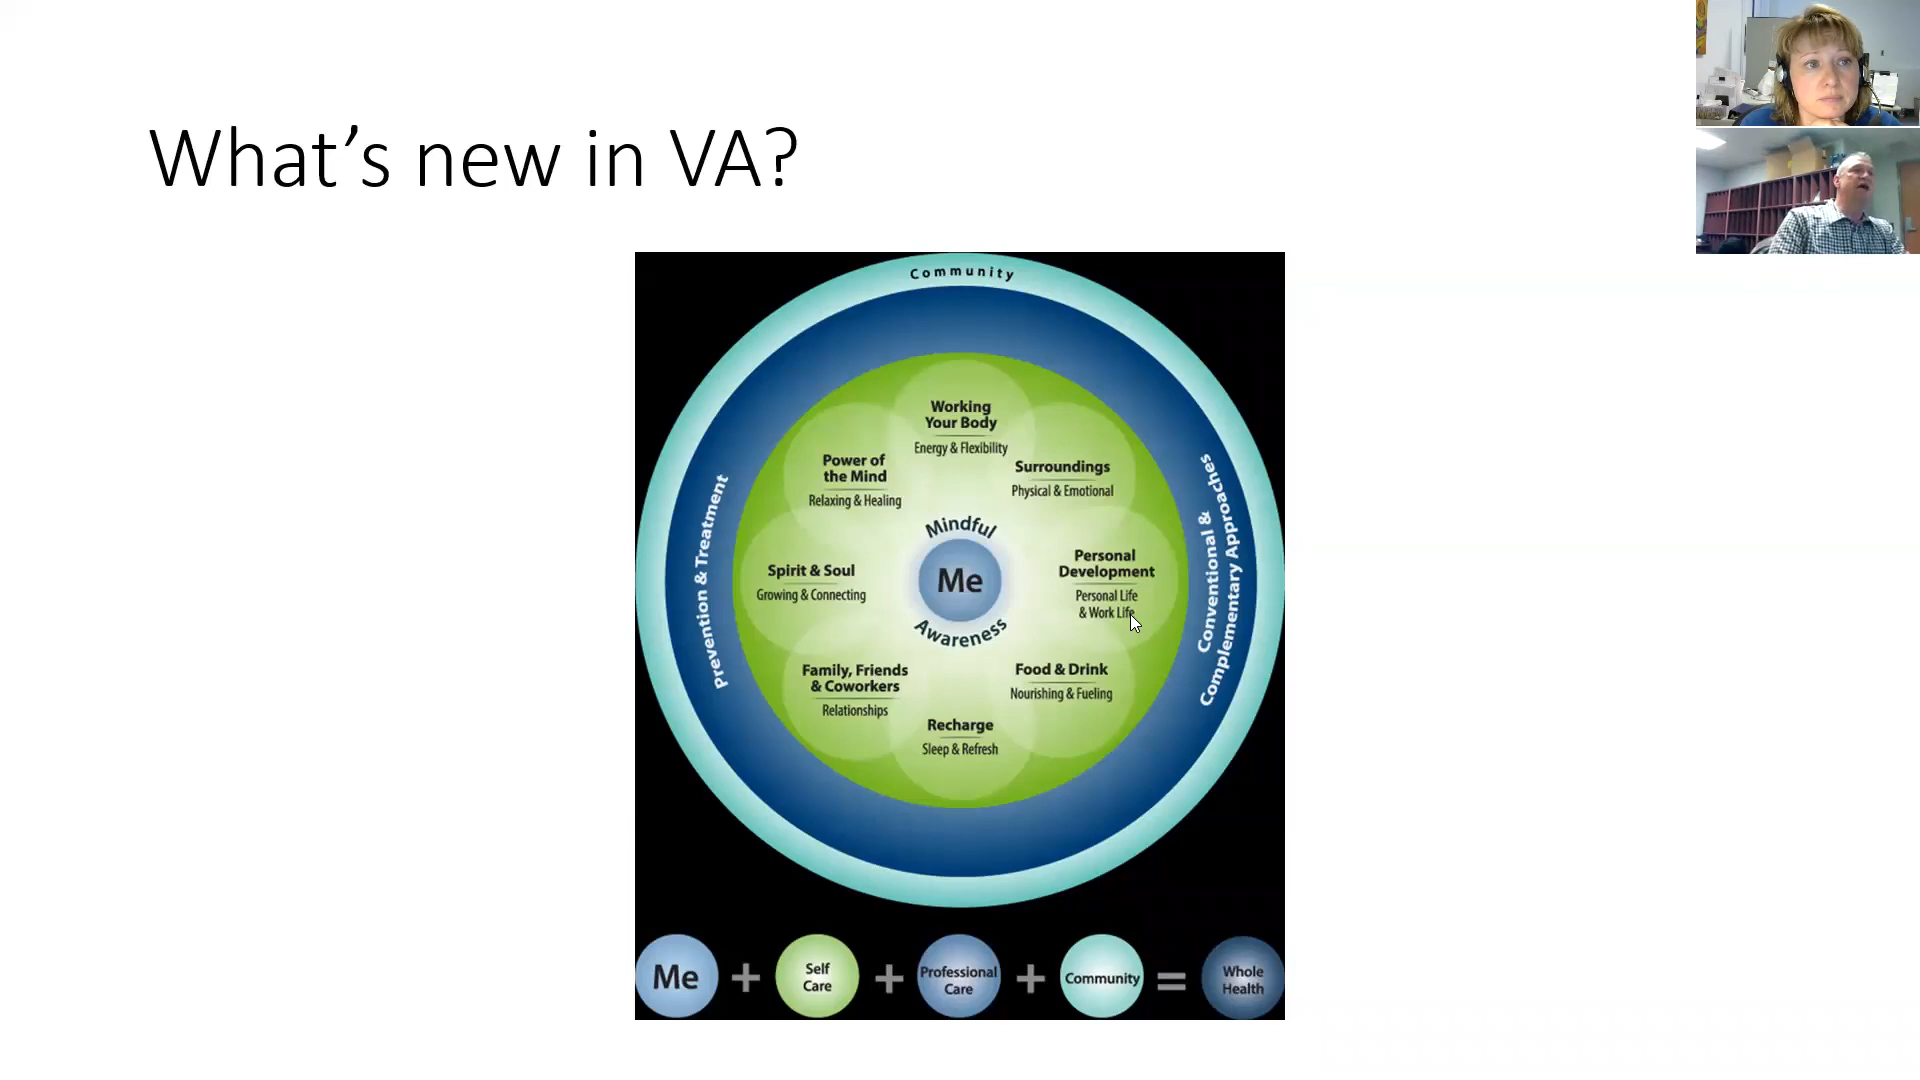 What's new in VA?
Community
Working
Your Body
Energy & Flexibility
Power of
the Mind
Relaxing & Healing
Surroundings
Physical & Emotional
Prevention & Treatment
Conventional &
Complementary Approaches
Mindful
Me
Awareness
Spirit & Soul
Growing & Connecting
Personal
Development
Personal Life
& Work Life
Family, Friends
& Coworkers
Relationships
Food & Drink
Nourishing & Fueling
Recharge
Sleep & Refresh
Me + Self Care + Professional Care + Community = Whole Health